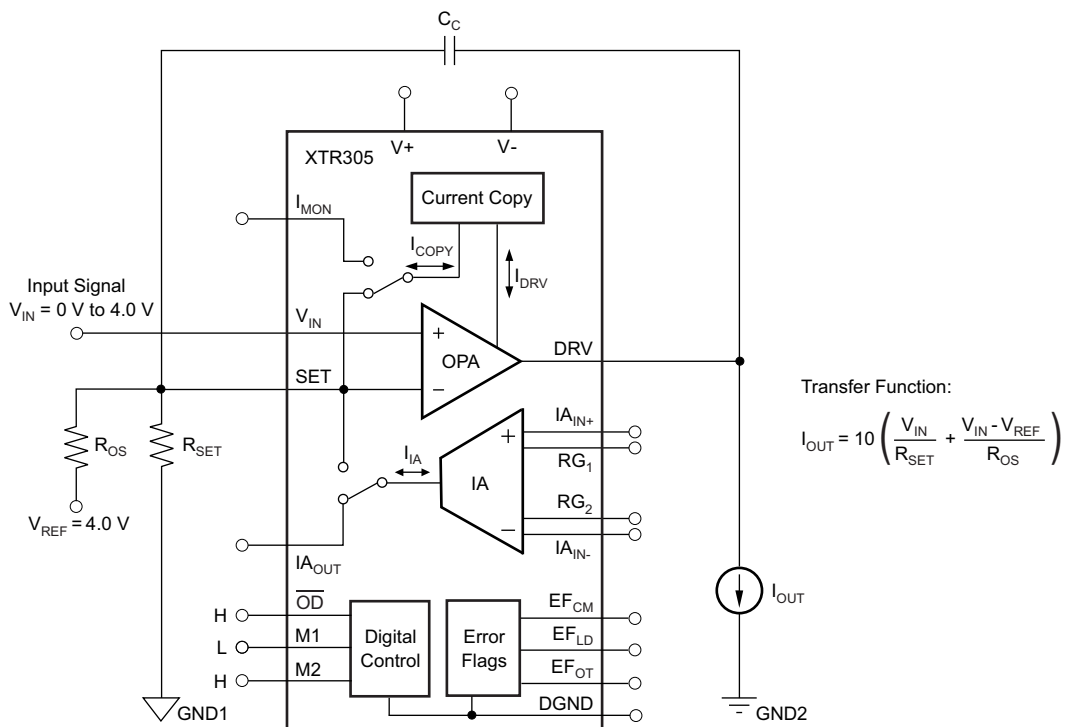 C_C
V+
V-
XTR305
Current Copy
I_MON
I_COPY
I_DRV
Input Signal
V_IN = 0 V to 4.0 V
V_IN
+
OPA
DRV
SET
−
Transfer Function:
I_OUT = 10 ( V_IN / R_SET + V_IN - V_REF / R_OS )
R_OS
R_SET
IA_IN+
+
RG_1
I_IA
IA
RG_2
−
IA_IN-
V_REF = 4.0 V
IA_OUT
I_OUT
H
O̅D̅
EF_CM
L
M1
Digital Control
Error Flags
EF_LD
H
M2
EF_OT
DGND
GND1
GND2